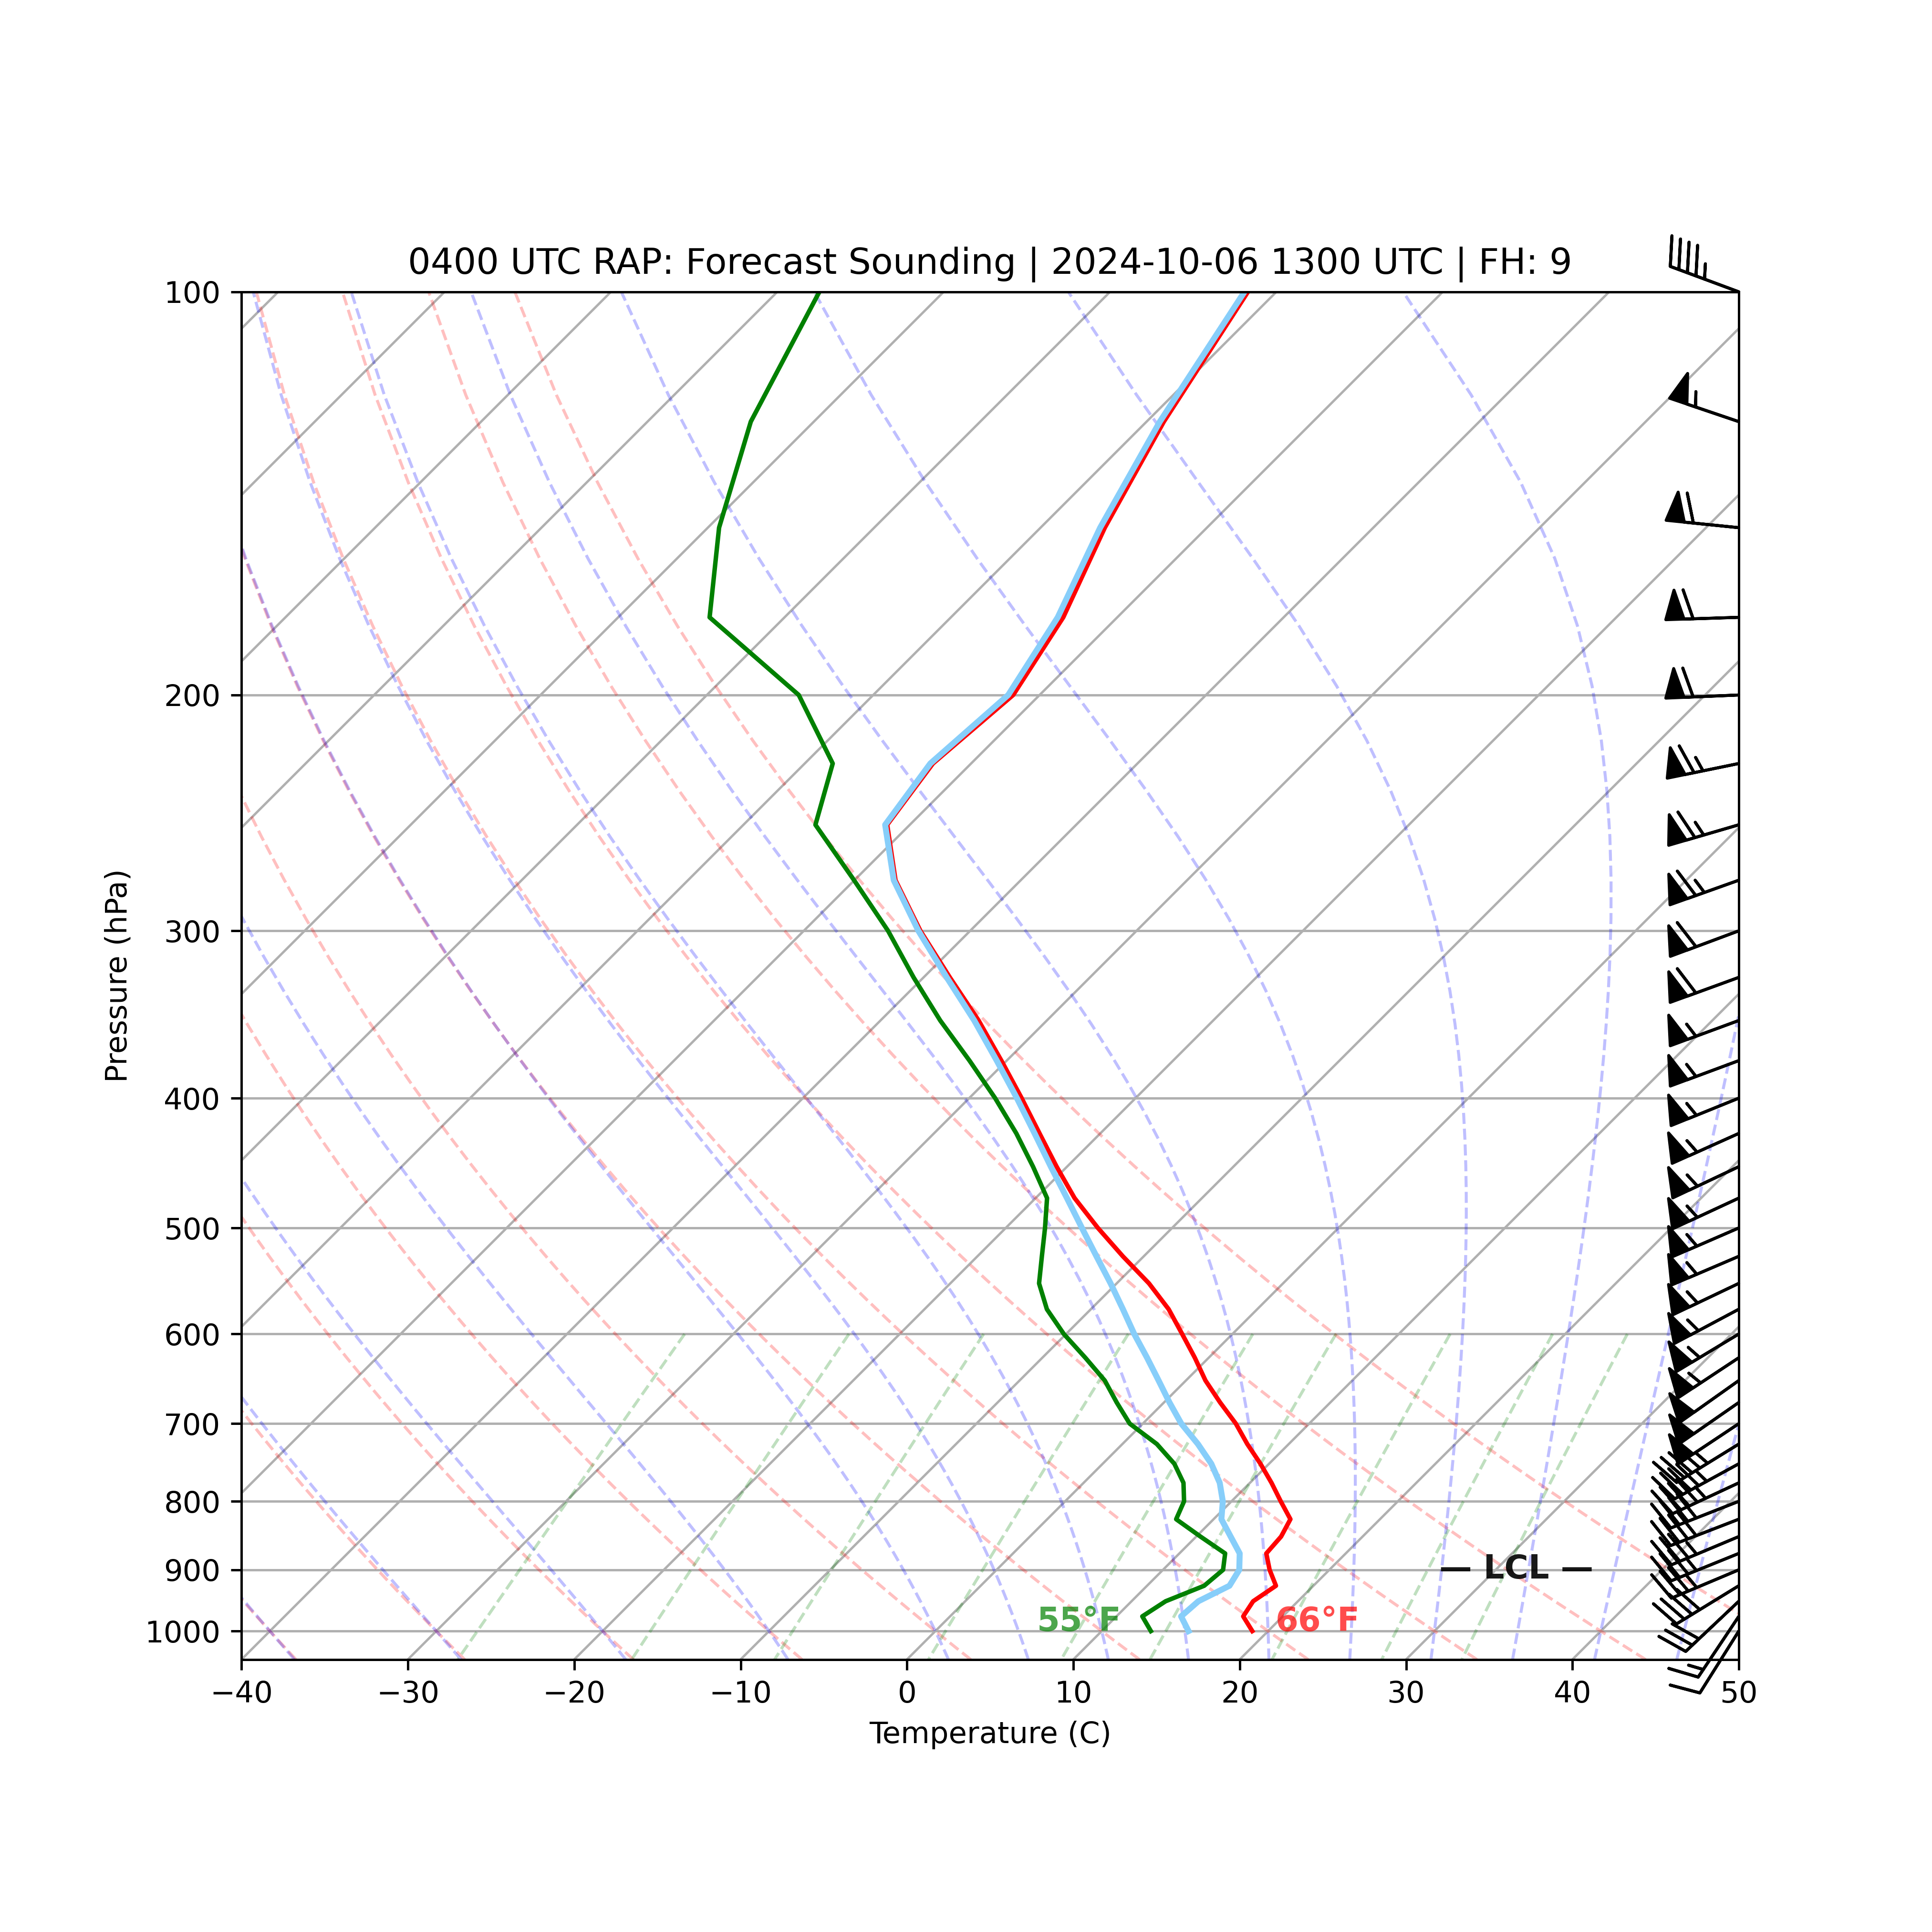 0400 UTC RAP: Forecast Sounding | 2024-10-06 1300 UTC | FH: 9
100
200
300
400
500
600
700
800
900
1000
Pressure (hPa)
— LCL —
55°F
66°F
−40 −30 −20 −10 0 10 20 30 40 50
Temperature (C)